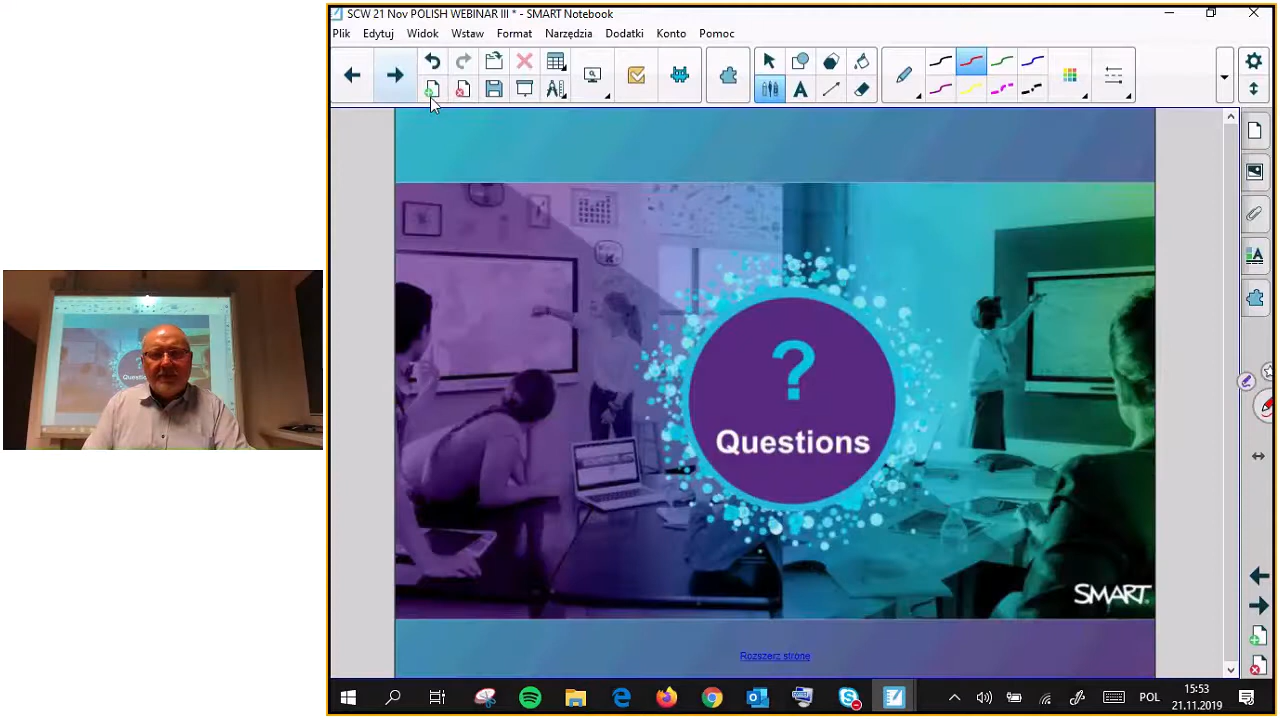 SCW 21 Nov POLISH WEBINAR III * - SMART Notebook
Plik Edytuj Widok Wstaw Format Narzędzia Dodatki Konto Pomoc
?
Questions
SMART
Rozszerz stronę
POL
15:53
21.11.2019